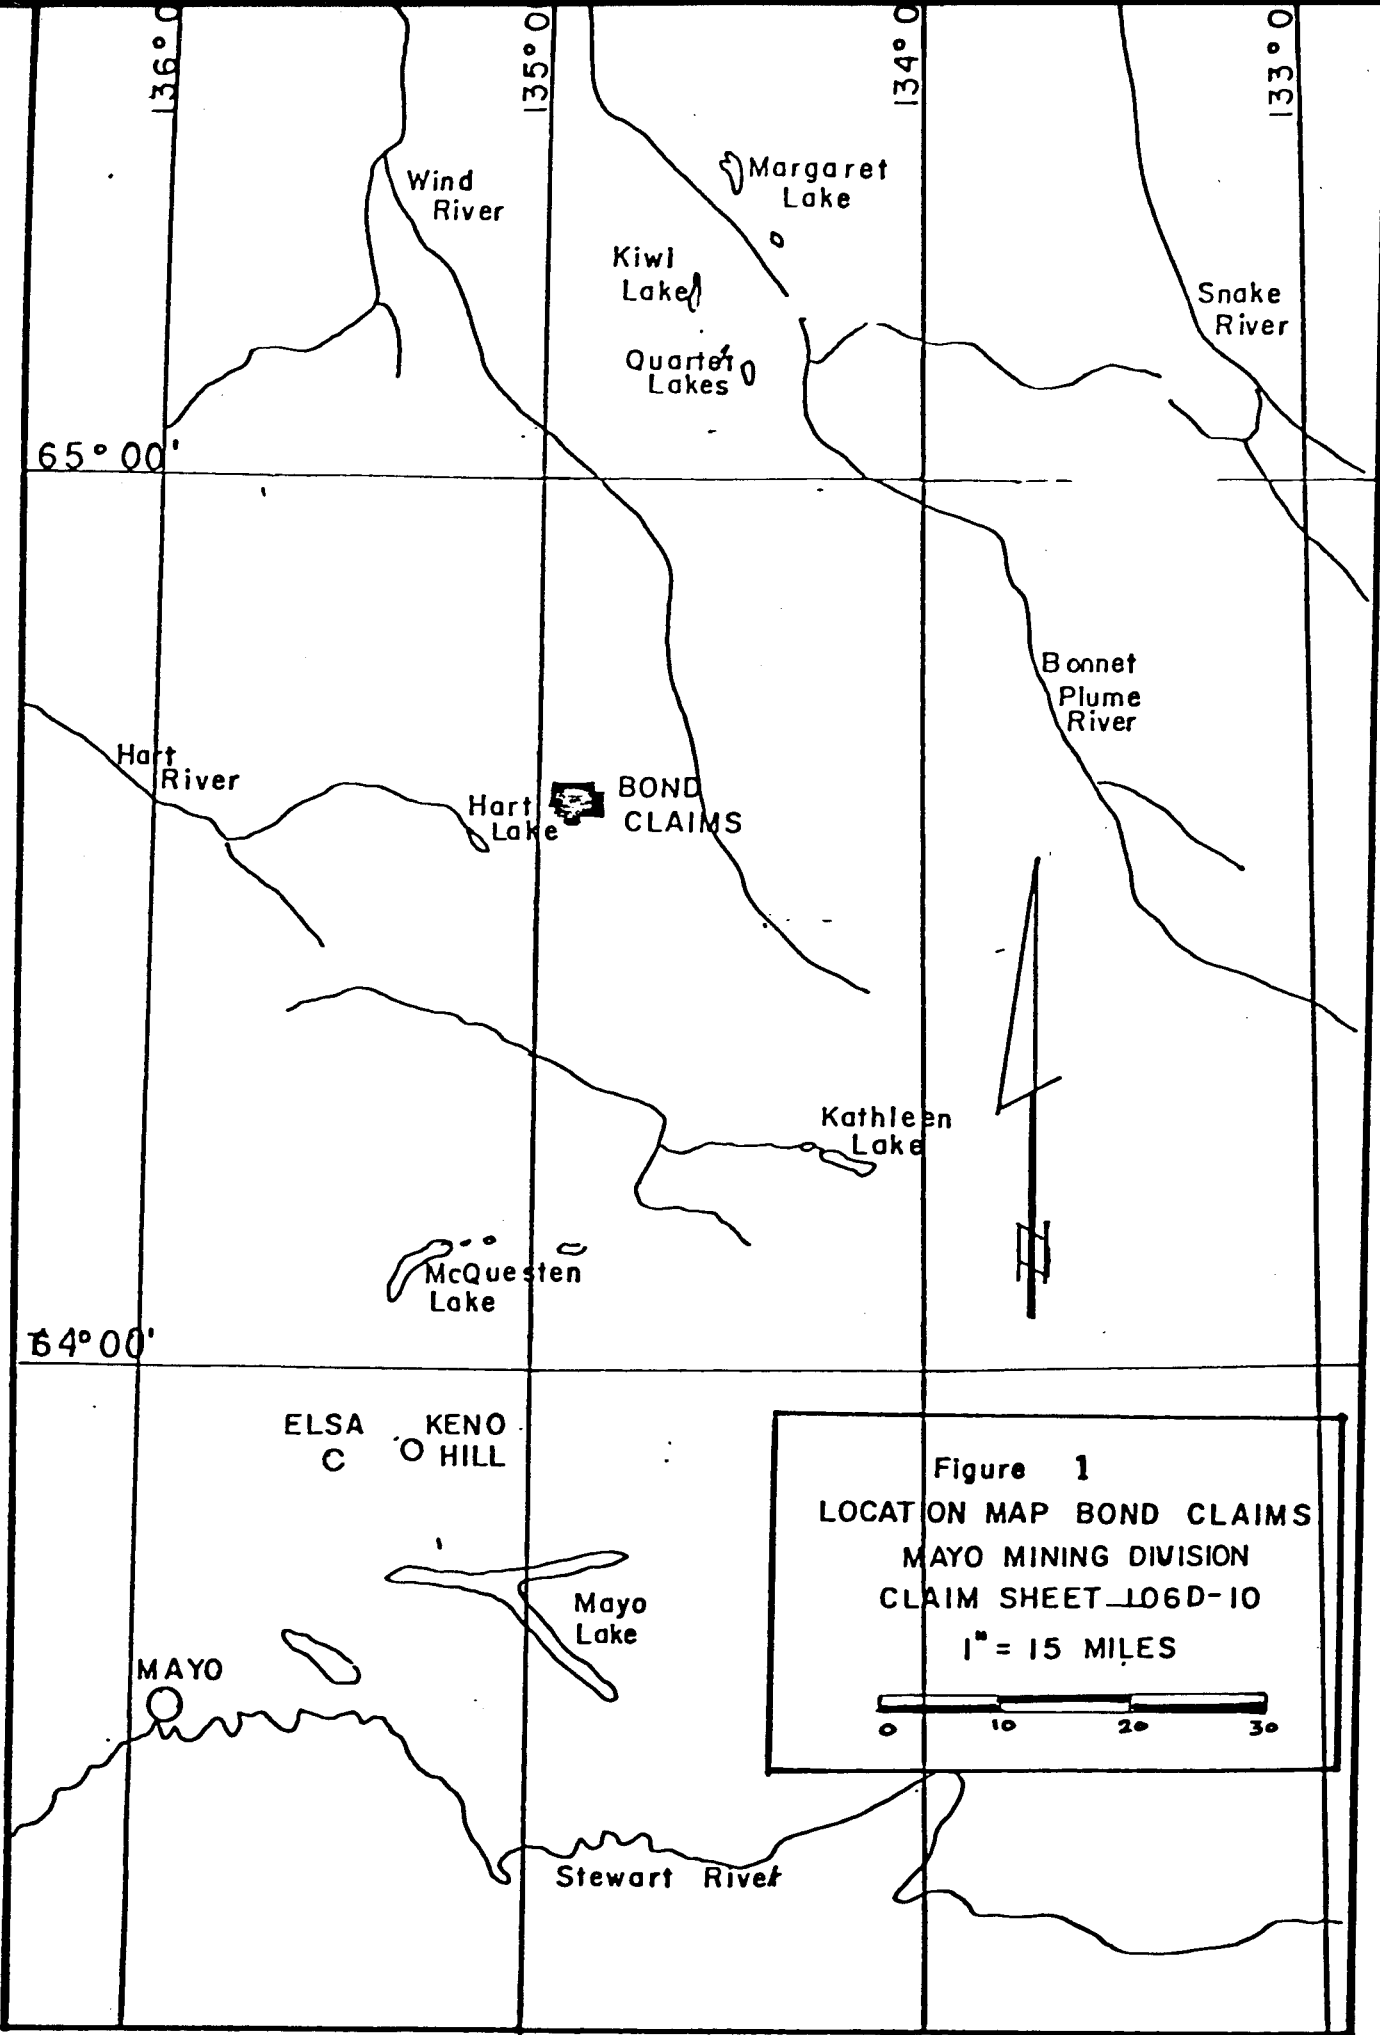 136° 0
135° 0
134° 0
133° 0
Wind
River
Margaret
Lake
Kiwi
Lake
Snake
River
Quartet
Lakes
65° 00'
Bonnet
Plume
River
Hart
River
Hart
Lake
BOND
CLAIMS
Kathleen
Lake
McQuesten
Lake
64° 00'
ELSA
KENO
HILL
Figure 1
LOCATION MAP BOND CLAIMS
MAYO MINING DIVISION
CLAIM SHEET 106D-10
1" = 15 MILES
0 10 20 30
Mayo
Lake
MAYO
Stewart River